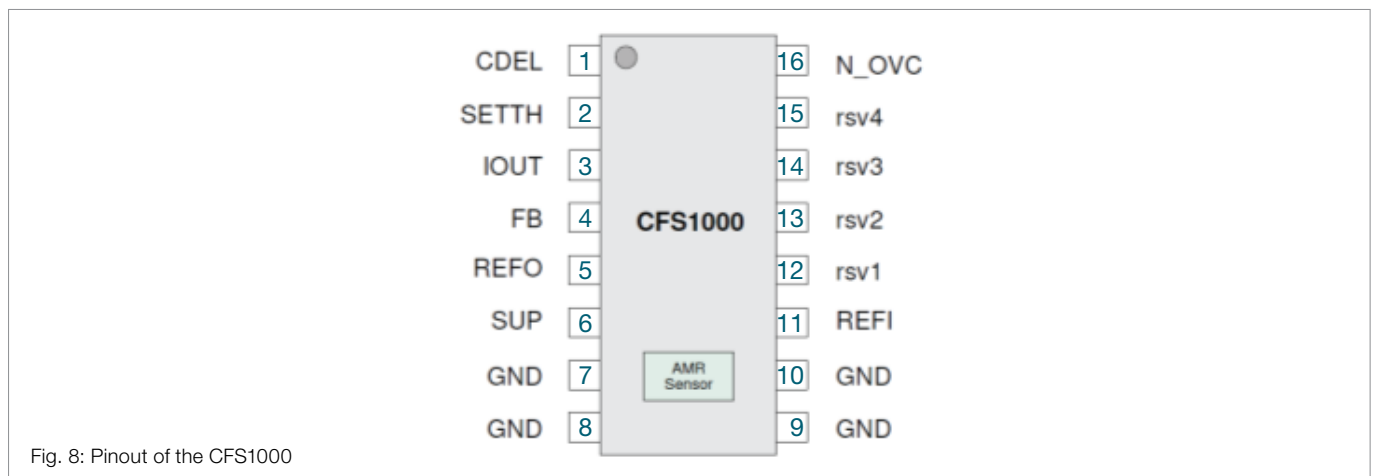 CDEL 1 16 N_OVC
SETTH 2 15 rsv4
IOUT 3 14 rsv3
FB 4 CFS1000 13 rsv2
REFO 5 12 rsv1
SUP 6 11 REFI
GND 7 AMR Sensor 10 GND
GND 8 9 GND
Fig. 8: Pinout of the CFS1000